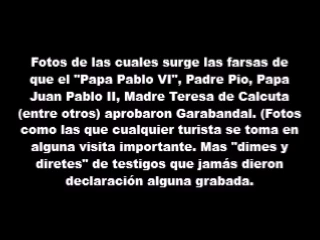 Fotos de las cuales surge las farsas de
que el "Papa Pablo VI", Padre Pio, Papa
Juan Pablo II, Madre Teresa de Calcuta
(entre otros) aprobaron Garabandal. (Fotos
como las que cualquier turista se toma en
alguna visita importante. Mas "dimes y
diretes" de testigos que jamás dieron
declaración alguna grabada.